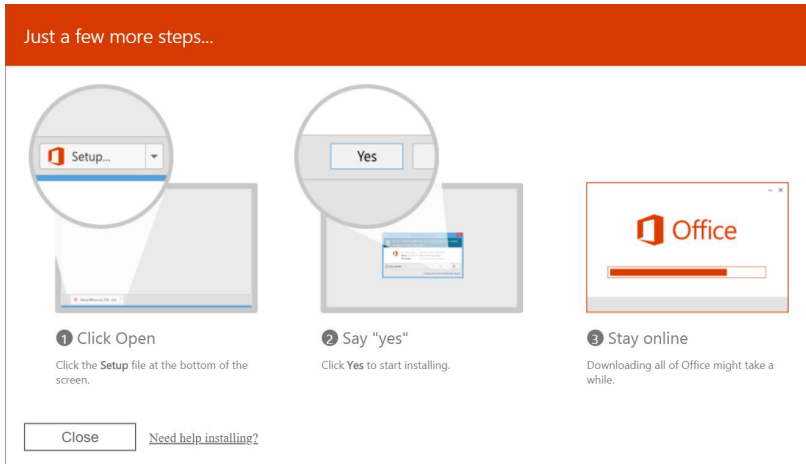 Just a few more steps...
Setup...
Yes
Office
1 Click Open
Click the Setup file at the bottom of the
screen.
2 Say "yes"
Click Yes to start installing.
3 Stay online
Downloading all of Office might take a
while.
Close
Need help installing?